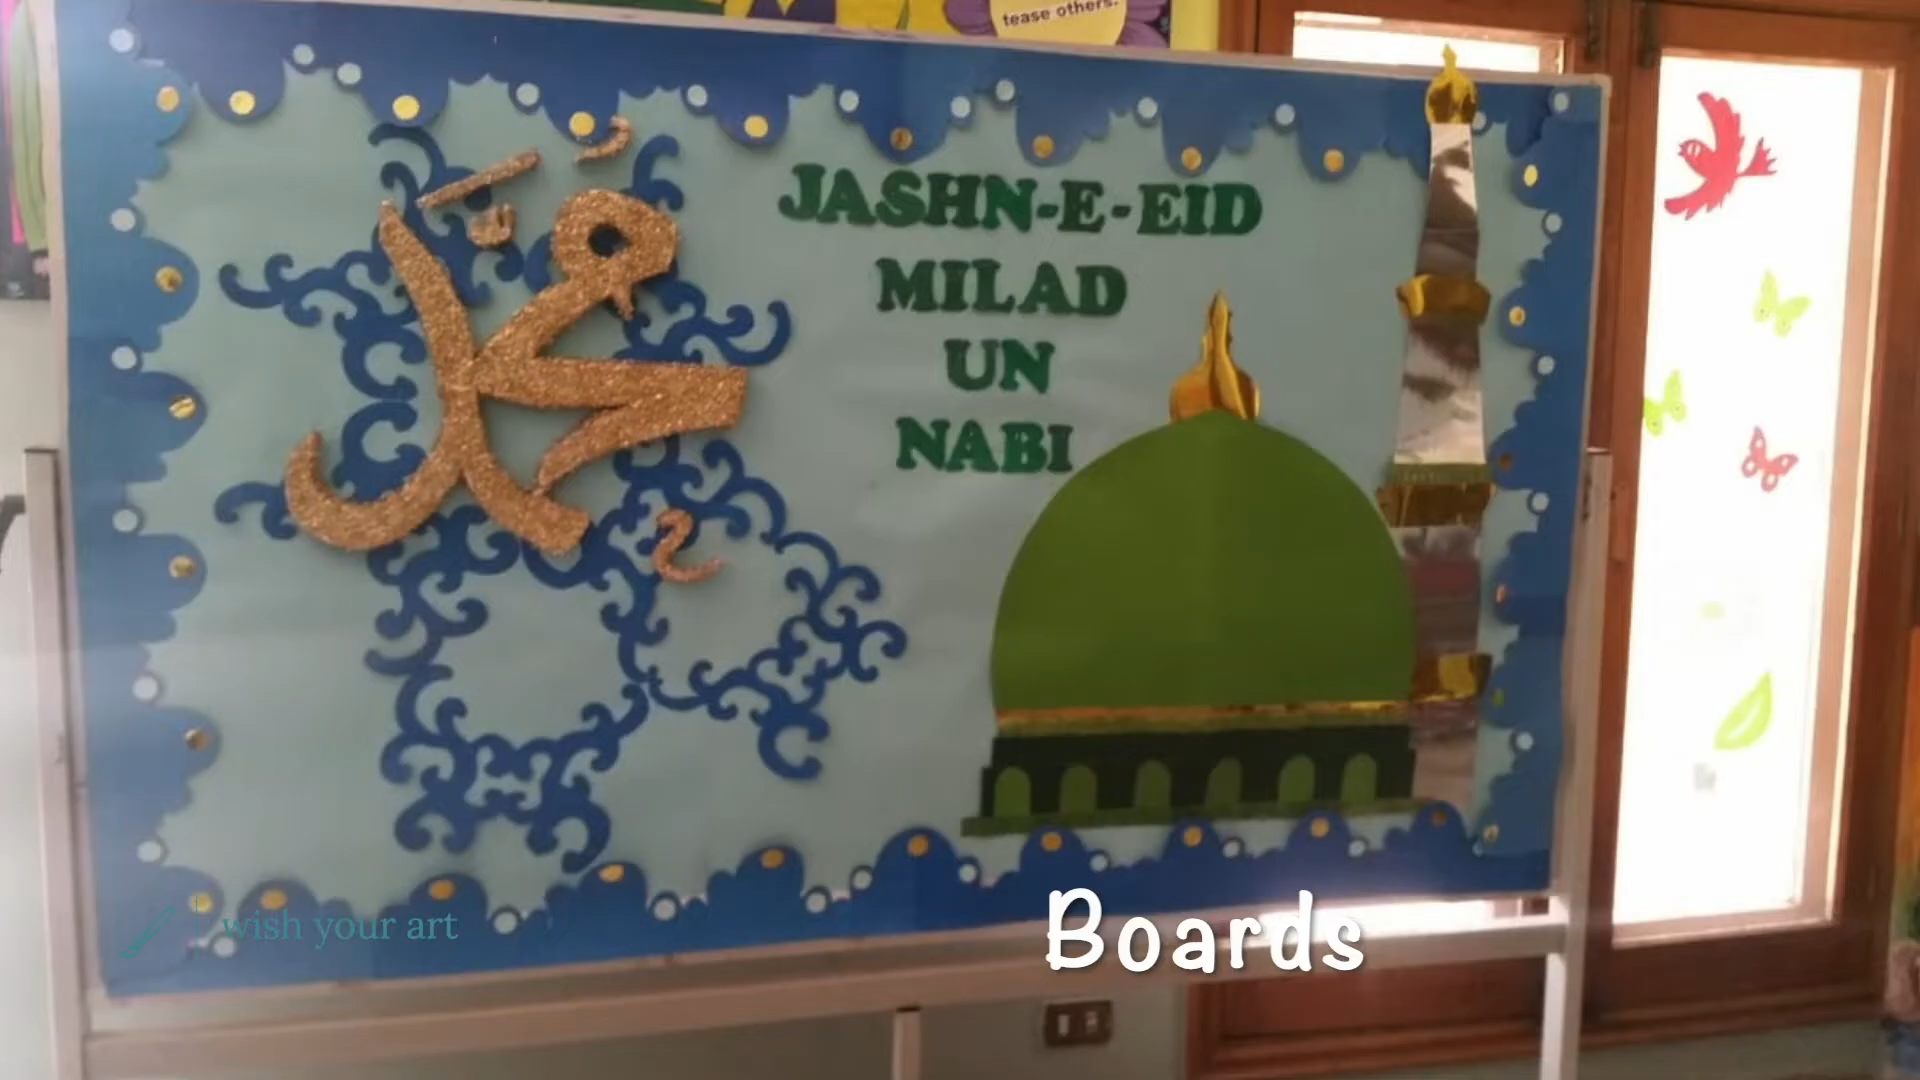 tease others.
محمد
JASHN-E-EID
MILAD
UN
NABI
wish your art
Boards